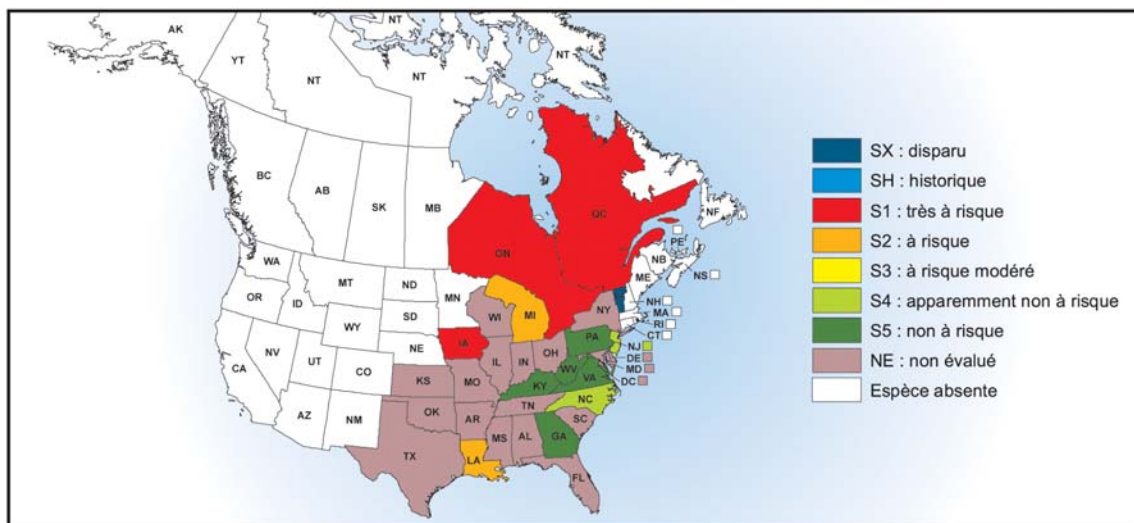 AK
NT
NT
YT
NT
NT
BC
AB
SK
MB
ON
QC
NF
PE
NB
NS
ME
WA
MT
ND
MN
OR
ID
SD
WY
NE
WI
MI
NY
NH
MA
RI
CT
NJ
DE
MD
DC
IA
PA
OH
IN
IL
WV
VA
KY
CA
NV
UT
CO
KS
MO
AZ
NM
OK
AR
TN
NC
SC
TX
LA
MS
AL
GA
FL
SX : disparu
SH : historique
S1 : très à risque
S2 : à risque
S3 : à risque modéré
S4 : apparemment non à risque
S5 : non à risque
NE : non évalué
Espèce absente